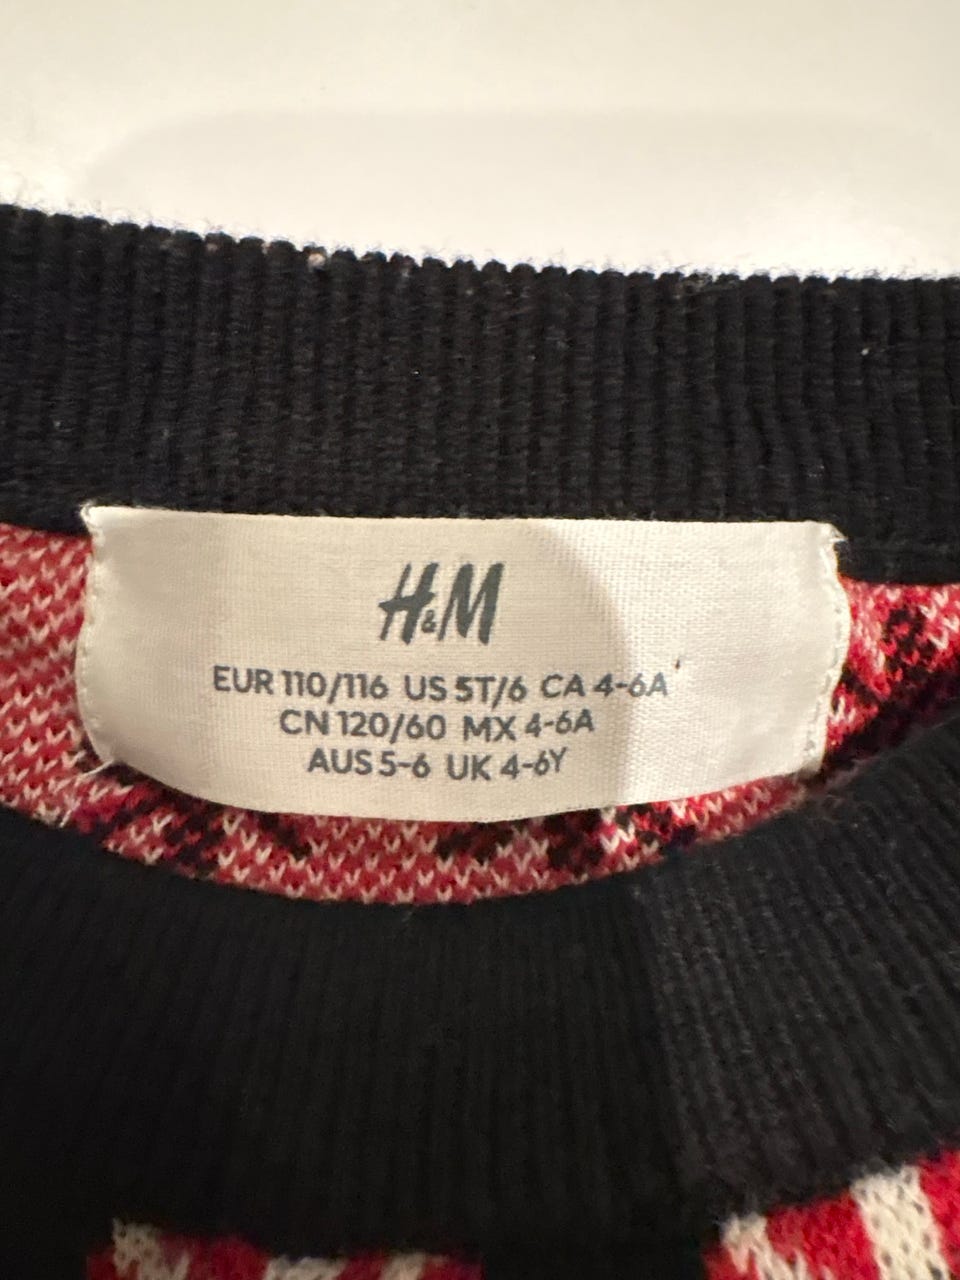 H&M
EUR 110/116 US 5T/6 CA 4-6A
CN 120/60 MX 4-6A
AUS 5-6 UK 4-6Y